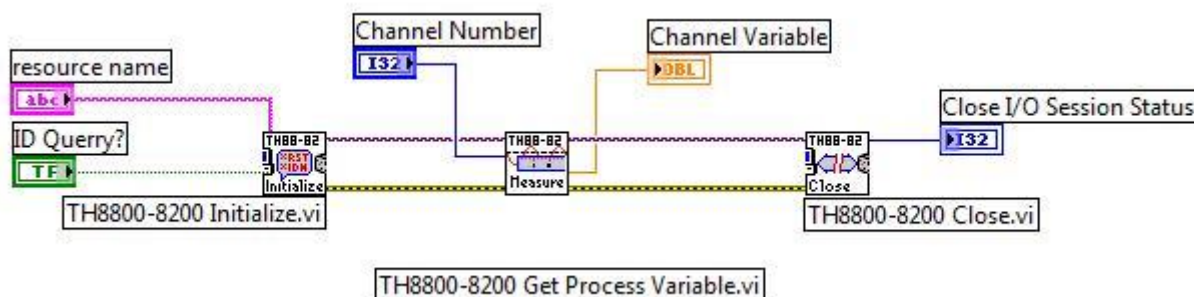 Channel Number
Channel Variable
I32
DBL
resource name
abc
Close I/O Session Status
ID Querry?
TH88-82
TH88-82
TH88-82
I32
*RST
*IDN
TF
Initialize
Measure
Close
TH8800-8200 Initialize.vi
TH8800-8200 Close.vi
TH8800-8200 Get Process Variable.vi